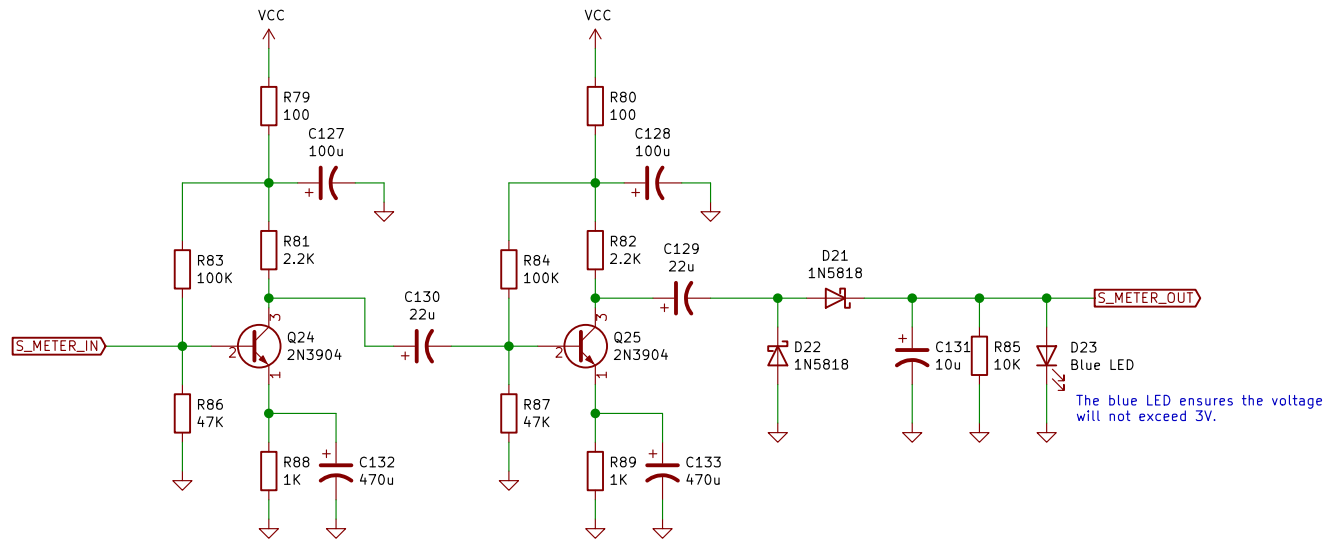 VCC
VCC
R79
100
R80
100
C127
100u
C128
100u
+
+
R81
2.2K
R82
2.2K
R83
100K
R84
100K
C129
22u
+
D21
1N5818
S_METER_OUT
C130
22u
+
S_METER_IN
3
2
1
Q24
2N3904
3
2
1
Q25
2N3904
D22
1N5818
+
C131
10u
R85
10K
D23
Blue LED
The blue LED ensures the voltage
will not exceed 3V.
R86
47K
R87
47K
R88
1K
+
C132
470u
R89
1K
+
C133
470u